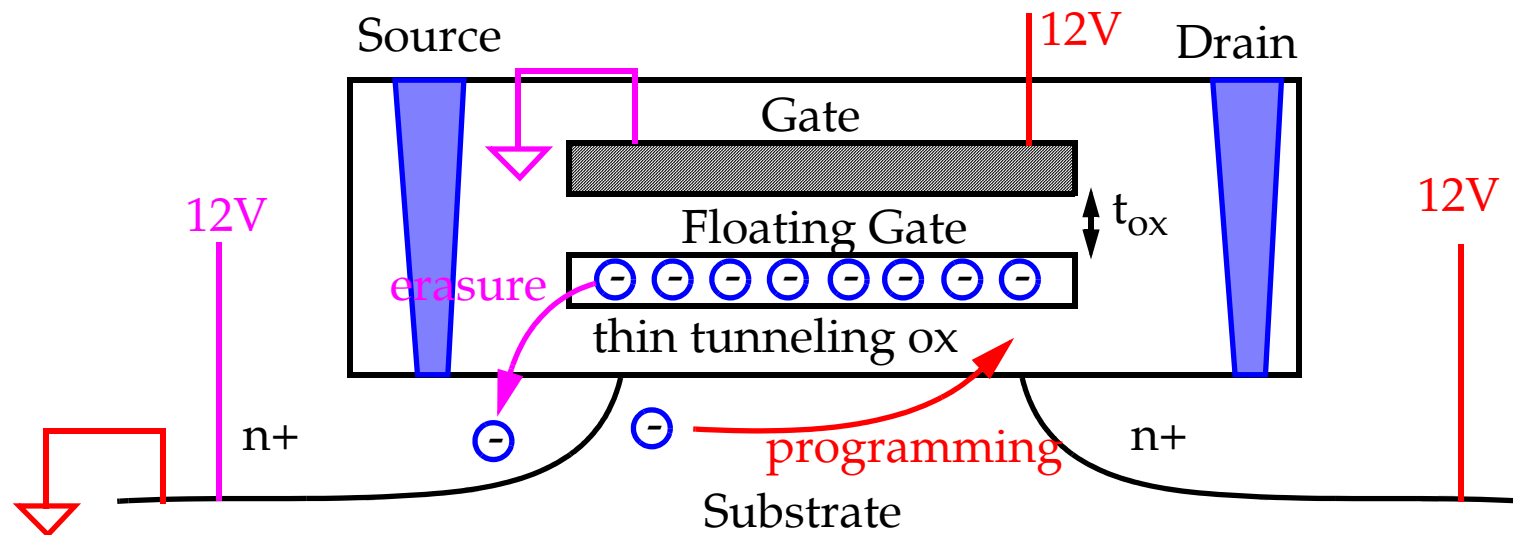 Source
12V
Drain
Gate
12V
12V
tox
Floating Gate
erasure
- - - - - - - -
thin tunneling ox
n+
-
-
programming
n+
Substrate